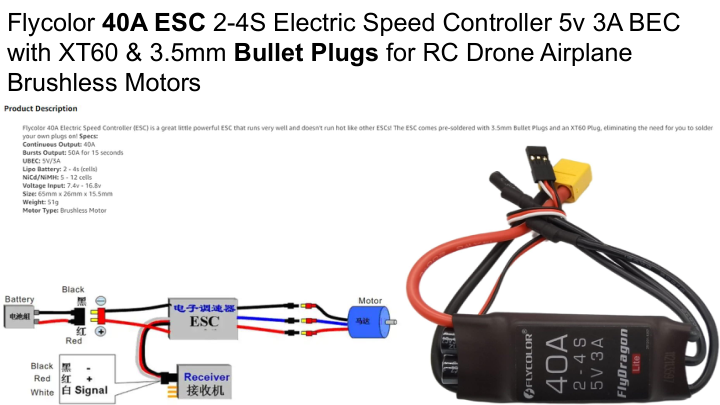 Flycolor 40A ESC 2-4S Electric Speed Controller 5v 3A BEC
with XT60 & 3.5mm Bullet Plugs for RC Drone Airplane
Brushless Motors
Product Description
Flycolor 40A Electric Speed Controller (ESC) is a great little powerful ESC that runs very well and doesn't run hot like other ESCs! The ESC comes pre-soldered with 3.5mm Bullet Plugs and an XT60 Plug, eliminating the need for you to solder
your own plugs on! Specs:
Continuous Output: 40A
Bursts Output: 50A for 15 seconds
UBEC: 5V/3A
Lipo Battery: 2 - 4s (cells)
NiCd/NiMH: 5 - 12 cells
Voltage Input: 7.4v - 16.8v
Size: 65mm x 26mm x 15.5mm
Weight: 51g
Motor Type: Brushless Motor
Battery
电池组
Black
黑
红
Red
电子调速器
ESC
Motor
马达
Black 黑 -
Red 红 +
White 白 Signal
Receiver
接收机
FLYCOLOR
40A
2-4S
5V3A
FlyDragon
Lite